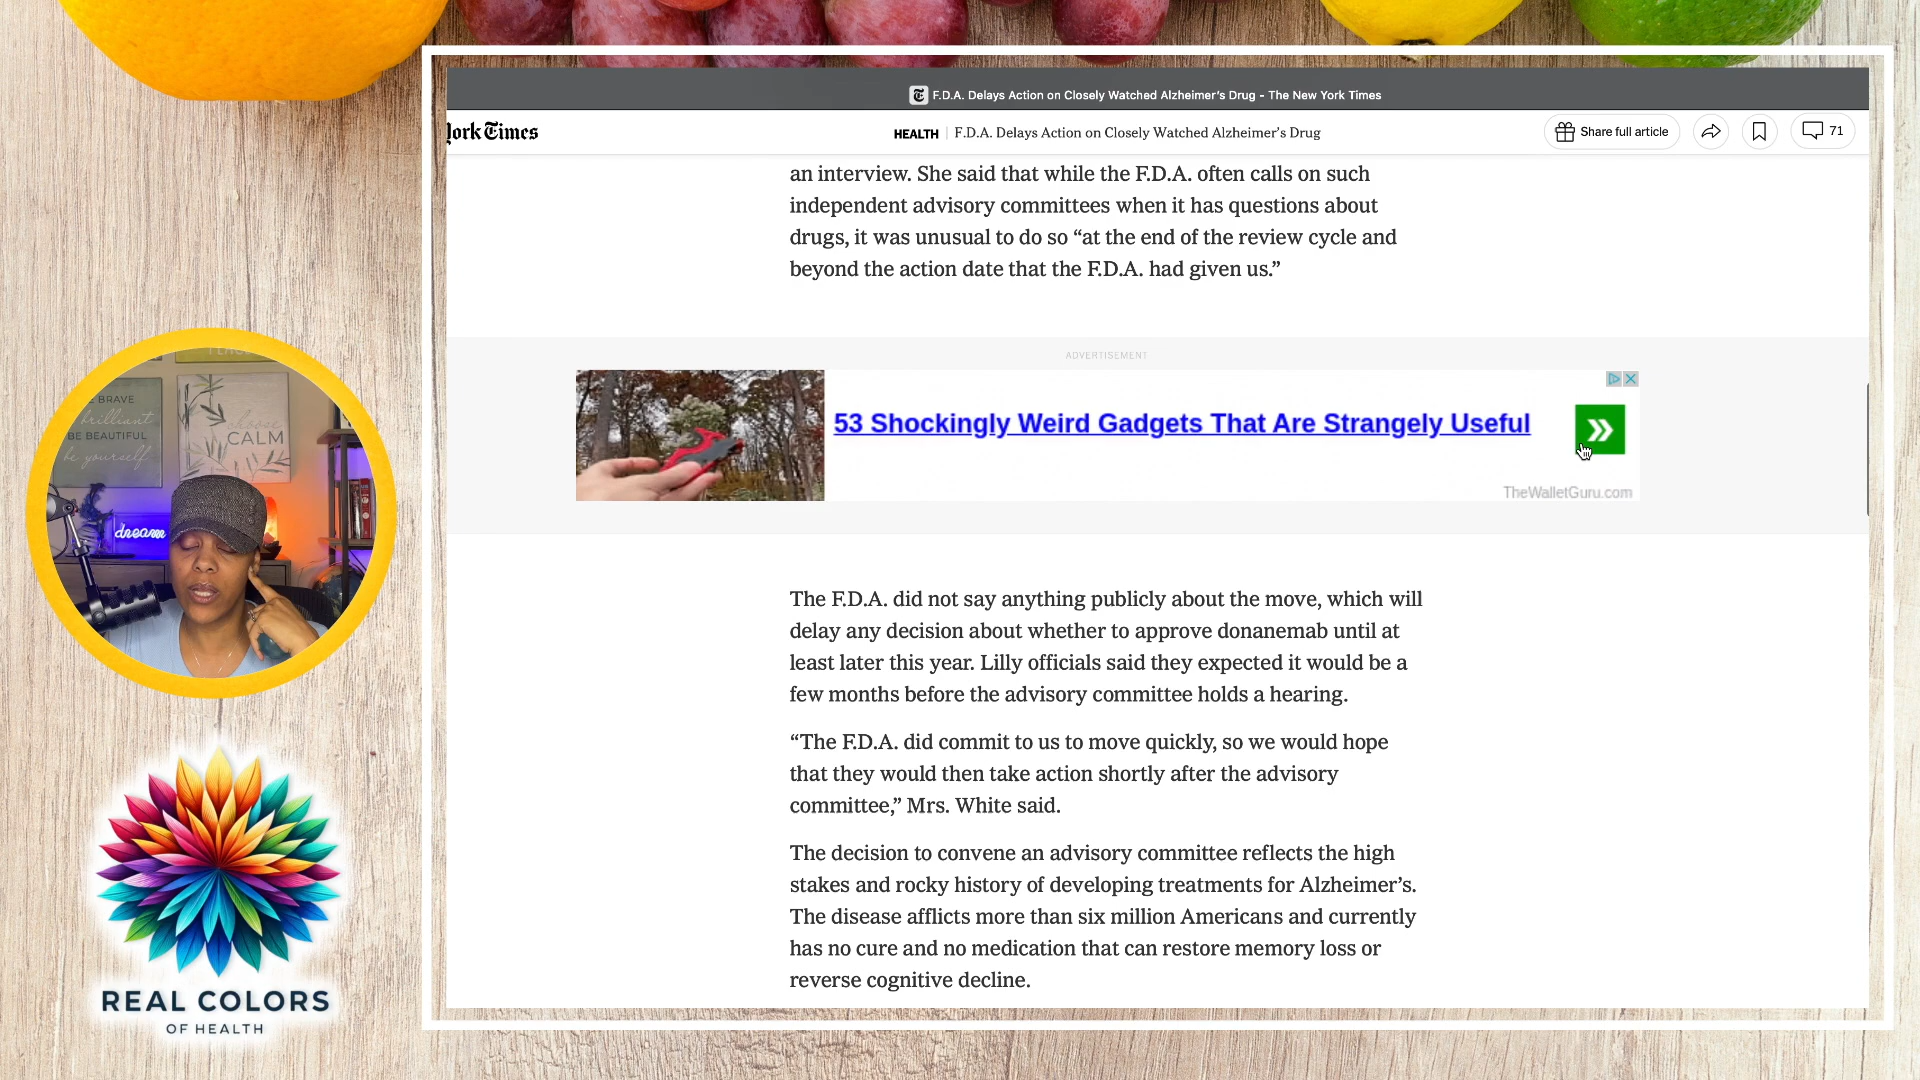 F.D.A. Delays Action on Closely Watched Alzheimer's Drug - The New York Times
York Times
HEALTH | F.D.A. Delays Action on Closely Watched Alzheimer's Drug
Share full article
71
an interview. She said that while the F.D.A. often calls on such
independent advisory committees when it has questions about
drugs, it was unusual to do so “at the end of the review cycle and
beyond the action date that the F.D.A. had given us.”
ADVERTISEMENT
53 Shockingly Weird Gadgets That Are Strangely Useful
TheWalletGuru.com
The F.D.A. did not say anything publicly about the move, which will
delay any decision about whether to approve donanemab until at
least later this year. Lilly officials said they expected it would be a
few months before the advisory committee holds a hearing.
“The F.D.A. did commit to us to move quickly, so we would hope
that they would then take action shortly after the advisory
committee,” Mrs. White said.
The decision to convene an advisory committee reflects the high
stakes and rocky history of developing treatments for Alzheimer's.
The disease afflicts more than six million Americans and currently
has no cure and no medication that can restore memory loss or
reverse cognitive decline.
BRAVE
brilliant
BE BEAUTIFUL
be yourself
choose
CALM
dream
REAL COLORS
OF HEALTH